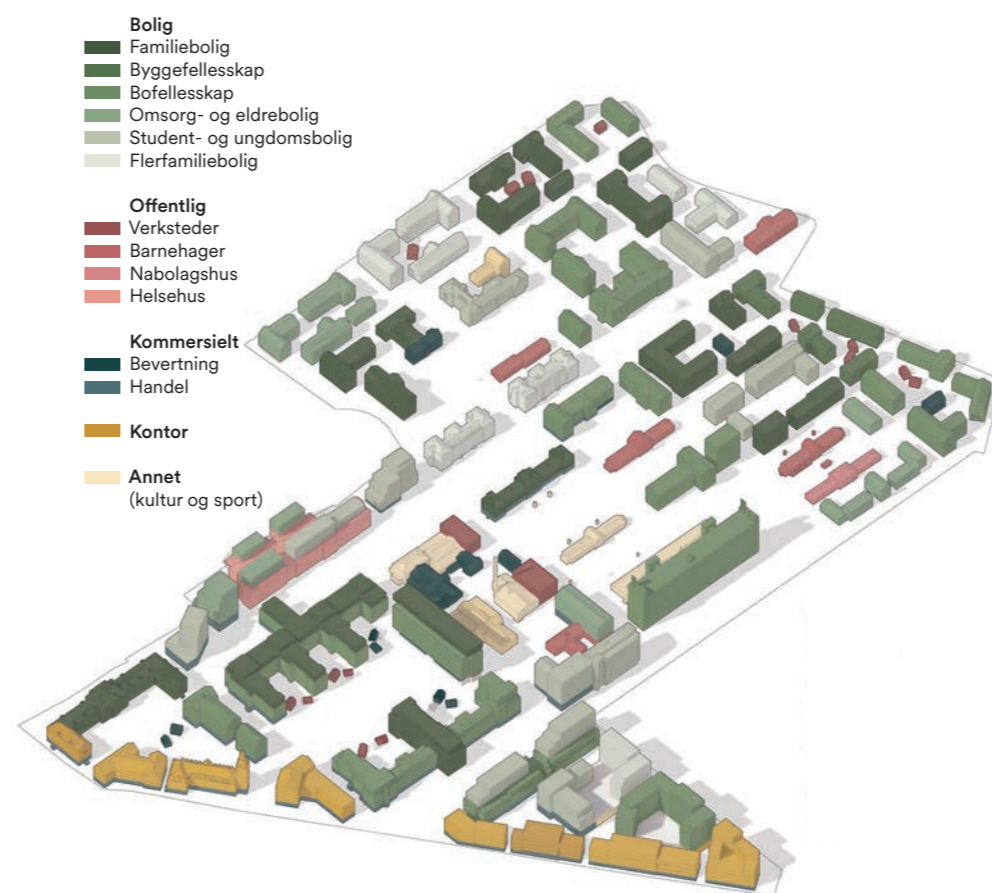 Bolig
Familiebolig
Byggefellesskap
Bofellesskap
Omsorg- og eldrebolig
Student- og ungdomsbolig
Flerfamiliebolig
Offentlig
Verksteder
Barnehager
Nabolagshus
Helsehus
Kommersielt
Bevertning
Handel
Kontor
Annet
(kultur og sport)